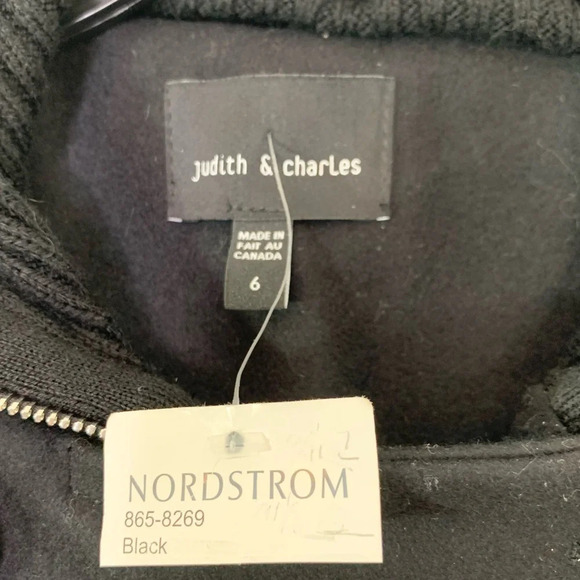 judith & charles
MADE IN
FAIT AU
CANADA
6
NORDSTROM
865-8269
Black